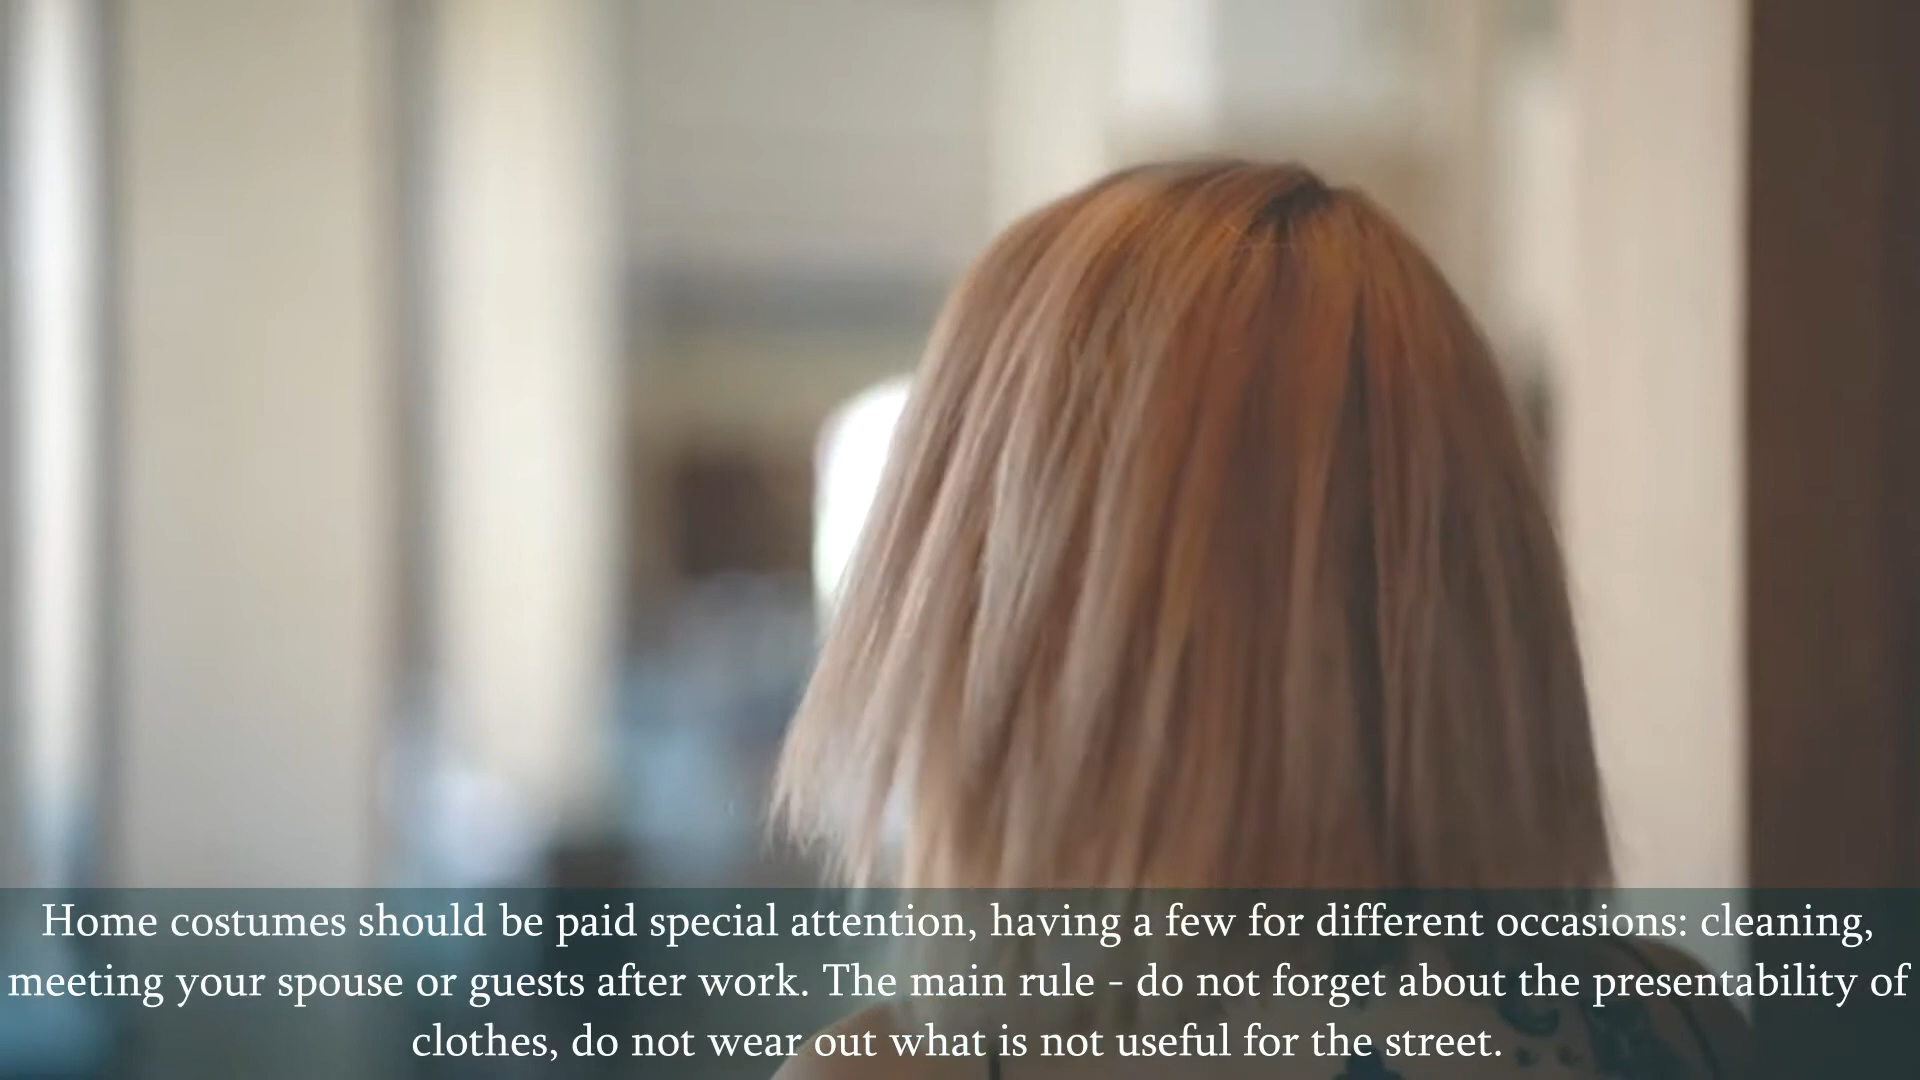 Home costumes should be paid special attention, having a few for different occasions: cleaning,
meeting your spouse or guests after work. The main rule - do not forget about the presentability of
clothes, do not wear out what is not useful for the street.